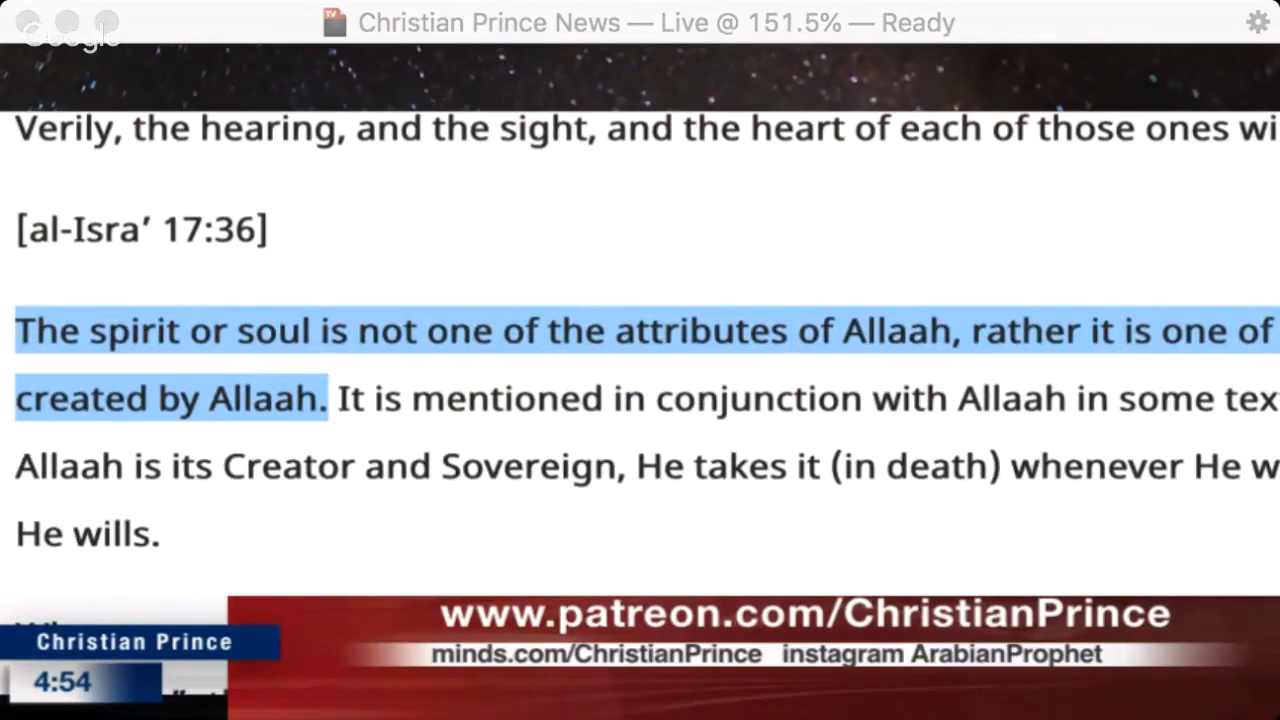 Christian Prince News — Live @ 151.5% — Ready
Google
Verily, the hearing, and the sight, and the heart of each of those ones wi
[al-Isra’ 17:36]
The spirit or soul is not one of the attributes of Allaah, rather it is one of
created by Allaah. It is mentioned in conjunction with Allaah in some tex
Allaah is its Creator and Sovereign, He takes it (in death) whenever He w
He wills.
www.patreon.com/ChristianPrince
Christian Prince
minds.com/ChristianPrince instagram ArabianProphet
4:54